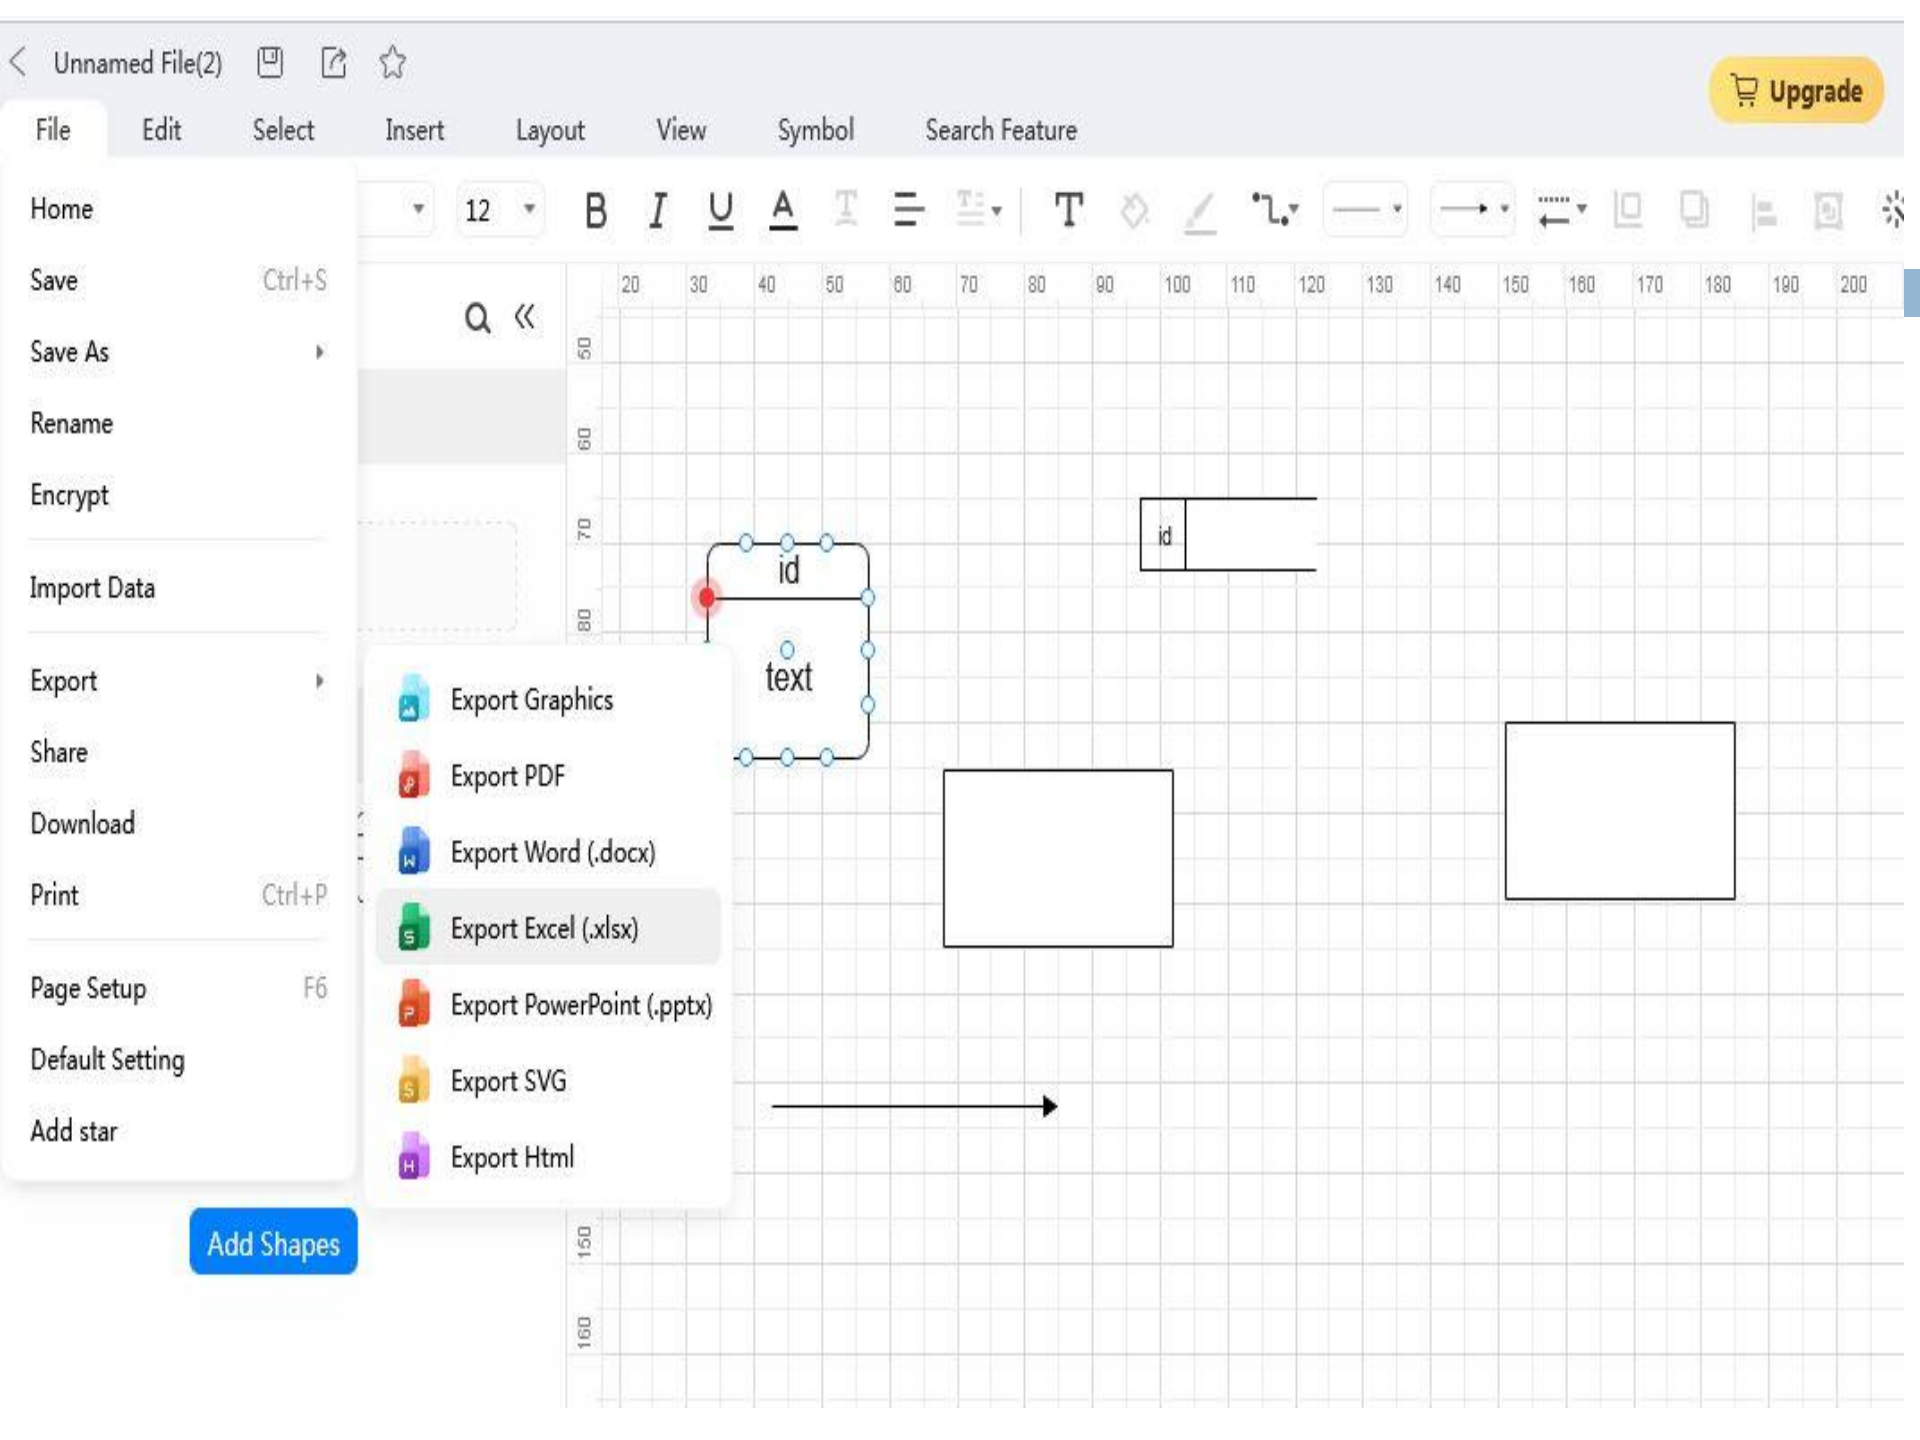 Unnamed File(2)
Upgrade
File Edit Select Insert Layout View Symbol Search Feature
12 B I U A T T
Home
Save Ctrl+S
Save As
Rename
Encrypt
Import Data
Export
Share
Download
Print Ctrl+P
Page Setup F6
Default Setting
Add star
Export Graphics
Export PDF
Export Word (.docx)
Export Excel (.xlsx)
Export PowerPoint (.pptx)
Export SVG
Export Html
Add Shapes
20 30 40 50 60 70 80 90 100 110 120 130 140 150 160 170 180 190 200
50
60
70
80
150
160
id
text
id